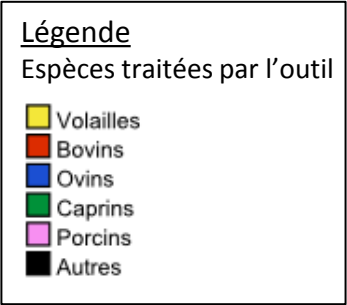 Légende
Espèces traitées par l’outil
Volailles
Bovins
Ovins
Caprins
Porcins
Autres